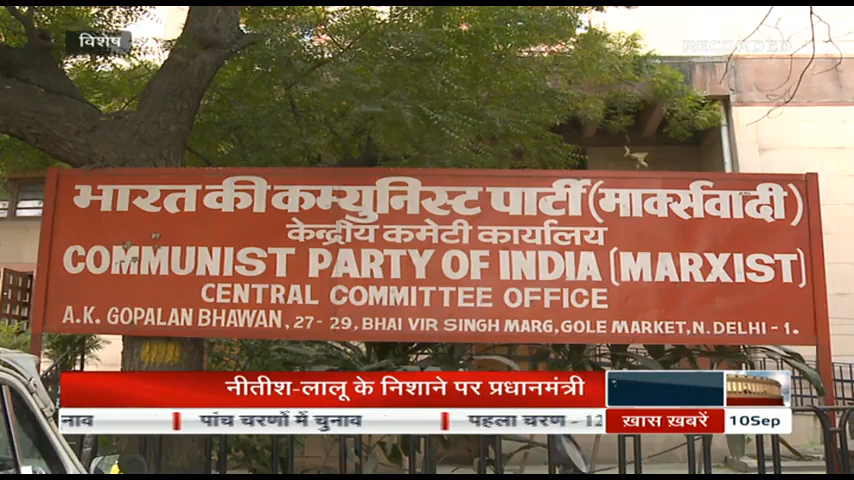 विशेष
RECORDED
भारत की कम्युनिस्ट पार्टी (मार्क्सवादी)
केन्द्रीय कमेटी कार्यालय
COMMUNIST PARTY OF INDIA (MARXIST)
CENTRAL COMMITTEE OFFICE
A.K. GOPALAN BHAWAN, 27-29, BHAI VIR SINGH MARG, GOLE MARKET, N. DELHI - 1.
नीतीश-लालू के निशाने पर प्रधानमंत्री
नाव | पांच चरणों में चुनाव | पहला चरण - 12
ख़ास ख़बरें 10Sep